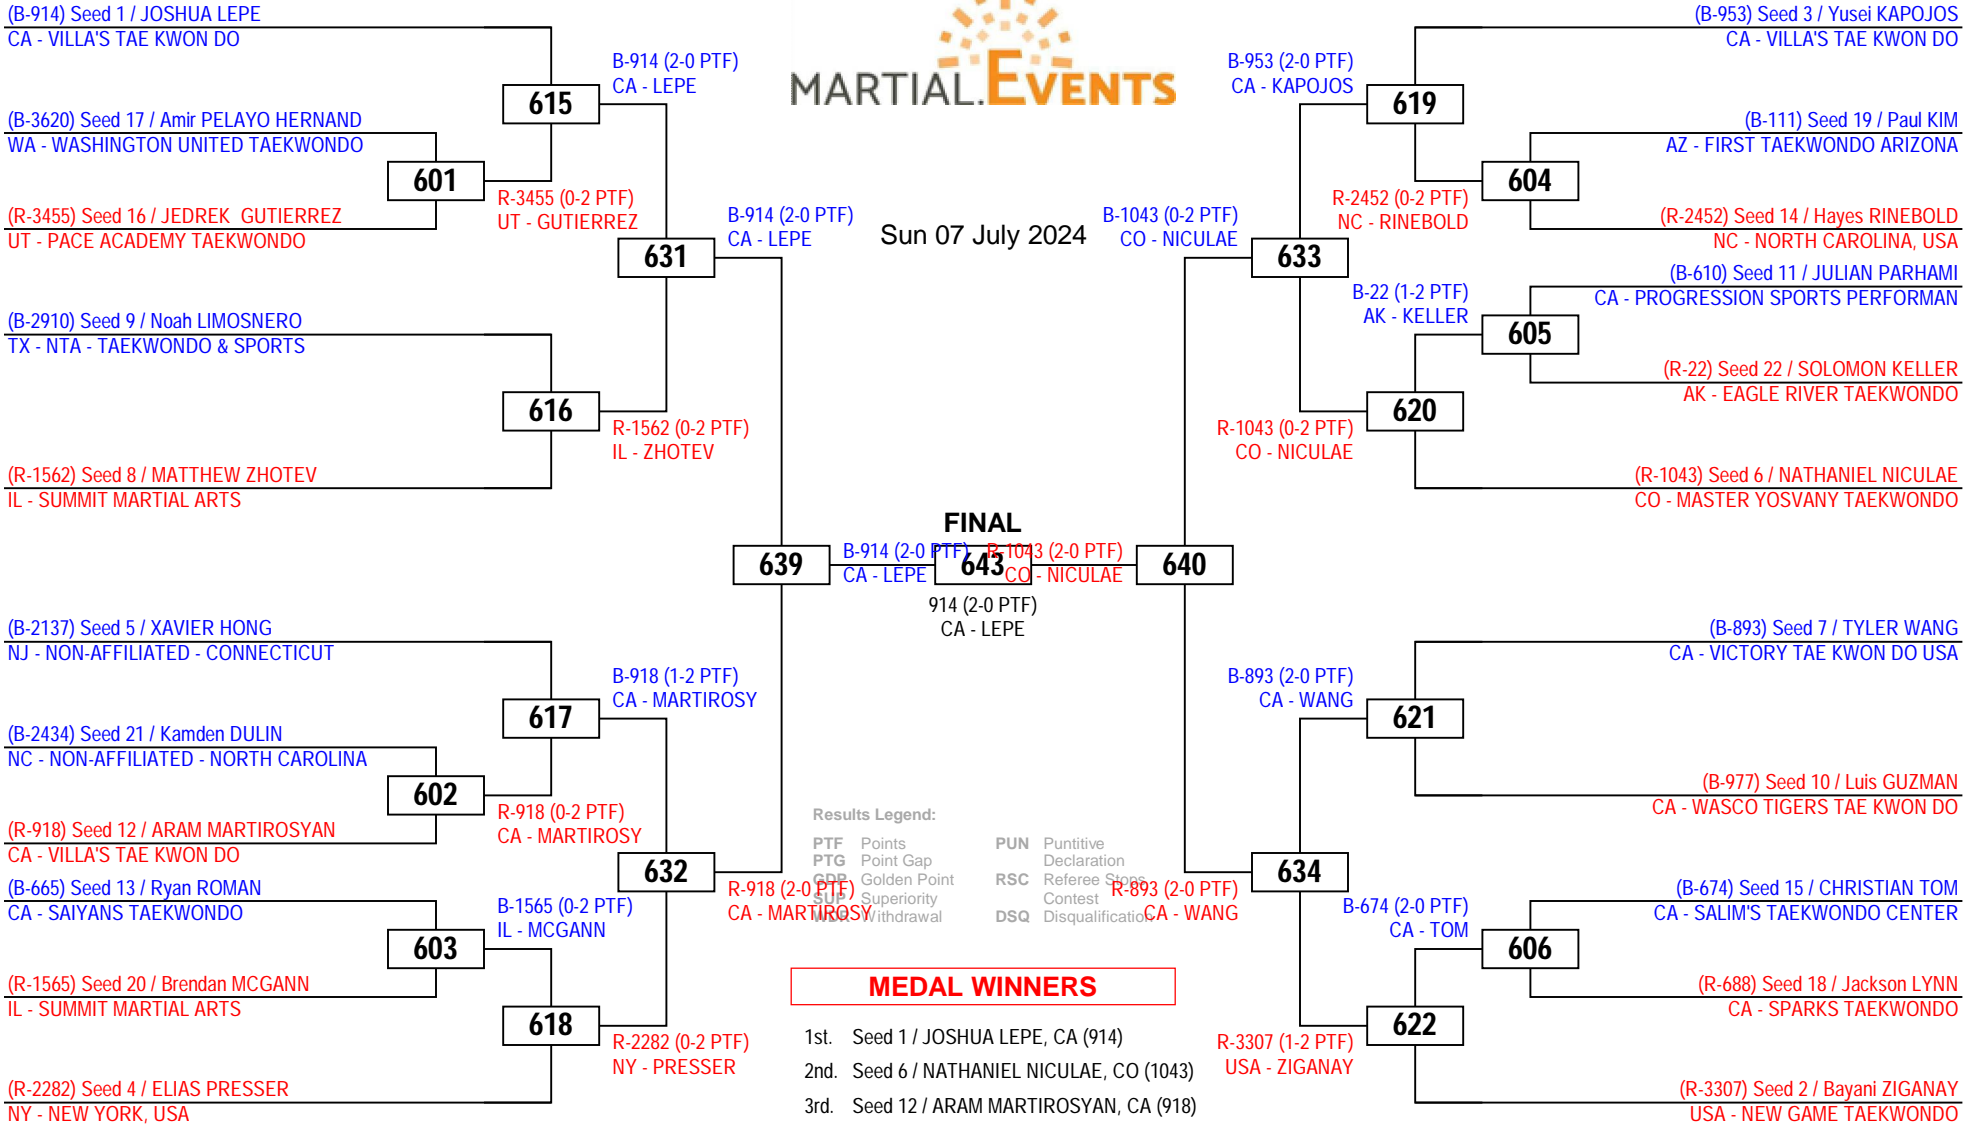 (B-914) Seed 1 / JOSHUA LEPE
CA - VILLA'S TAE KWON DO
B-914 (2-0 PTF)
CA - LEPE
615
(B-3620) Seed 17 / Amir PELAYO HERNAND
WA - WASHINGTON UNITED TAEKWONDO
601
R-3455 (0-2 PTF)
UT - GUTIERREZ
(R-3455) Seed 16 / JEDREK  GUTIERREZ
UT - PACE ACADEMY TAEKWONDO
B-914 (2-0 PTF)
CA - LEPE
631
(B-2910) Seed 9 / Noah LIMOSNERO
TX - NTA - TAEKWONDO & SPORTS
616
R-1562 (0-2 PTF)
IL - ZHOTEV
(R-1562) Seed 8 / MATTHEW ZHOTEV
IL - SUMMIT MARTIAL ARTS
639
(B-2137) Seed 5 / XAVIER HONG
NJ - NON-AFFILIATED - CONNECTICUT
B-918 (1-2 PTF)
CA - MARTIROSY
617
(B-2434) Seed 21 / Kamden DULIN
NC - NON-AFFILIATED - NORTH CAROLINA
602
R-918 (0-2 PTF)
CA - MARTIROSY
(R-918) Seed 12 / ARAM MARTIROSYAN
CA - VILLA'S TAE KWON DO
632
R-918 (2-0 PTF)
CA - MARTIROSY
(B-665) Seed 13 / Ryan ROMAN
CA - SAIYANS TAEKWONDO
B-1565 (0-2 PTF)
IL - MCGANN
603
(R-1565) Seed 20 / Brendan MCGANN
IL - SUMMIT MARTIAL ARTS
618
R-2282 (0-2 PTF)
NY - PRESSER
(R-2282) Seed 4 / ELIAS PRESSER
NY - NEW YORK, USA
MARTIAL.EVENTS
Sun 07 July 2024
FINAL
B-914 (2-0 PTF)
CA - LEPE
643
R-1043 (2-0 PTF)
CO - NICULAE
914 (2-0 PTF)
CA - LEPE
Results Legend:
PTF Points
PTG Point Gap
GDP Golden Point
SUP Superiority
WDR Withdrawal
PUN Puntitive
Declaration
RSC Referee Stops
Contest
DSQ Disqualification
MEDAL WINNERS
1st. Seed 1 / JOSHUA LEPE, CA (914)
2nd. Seed 6 / NATHANIEL NICULAE, CO (1043)
3rd. Seed 12 / ARAM MARTIROSYAN, CA (918)
(B-953) Seed 3 / Yusei KAPOJOS
CA - VILLA'S TAE KWON DO
B-953 (2-0 PTF)
CA - KAPOJOS
619
(B-111) Seed 19 / Paul KIM
AZ - FIRST TAEKWONDO ARIZONA
604
R-2452 (0-2 PTF)
NC - RINEBOLD
(R-2452) Seed 14 / Hayes RINEBOLD
NC - NORTH CAROLINA, USA
B-1043 (0-2 PTF)
CO - NICULAE
633
(B-610) Seed 11 / JULIAN PARHAMI
CA - PROGRESSION SPORTS PERFORMAN
B-22 (1-2 PTF)
AK - KELLER
605
(R-22) Seed 22 / SOLOMON KELLER
AK - EAGLE RIVER TAEKWONDO
620
R-1043 (0-2 PTF)
CO - NICULAE
(R-1043) Seed 6 / NATHANIEL NICULAE
CO - MASTER YOSVANY TAEKWONDO
640
(B-893) Seed 7 / TYLER WANG
CA - VICTORY TAE KWON DO USA
B-893 (2-0 PTF)
CA - WANG
621
(B-977) Seed 10 / Luis GUZMAN
CA - WASCO TIGERS TAE KWON DO
634
R-893 (2-0 PTF)
CA - WANG
(B-674) Seed 15 / CHRISTIAN TOM
CA - SALIM'S TAEKWONDO CENTER
B-674 (2-0 PTF)
CA - TOM
606
(R-688) Seed 18 / Jackson LYNN
CA - SPARKS TAEKWONDO
622
R-3307 (1-2 PTF)
USA - ZIGANAY
(R-3307) Seed 2 / Bayani ZIGANAY
USA - NEW GAME TAEKWONDO